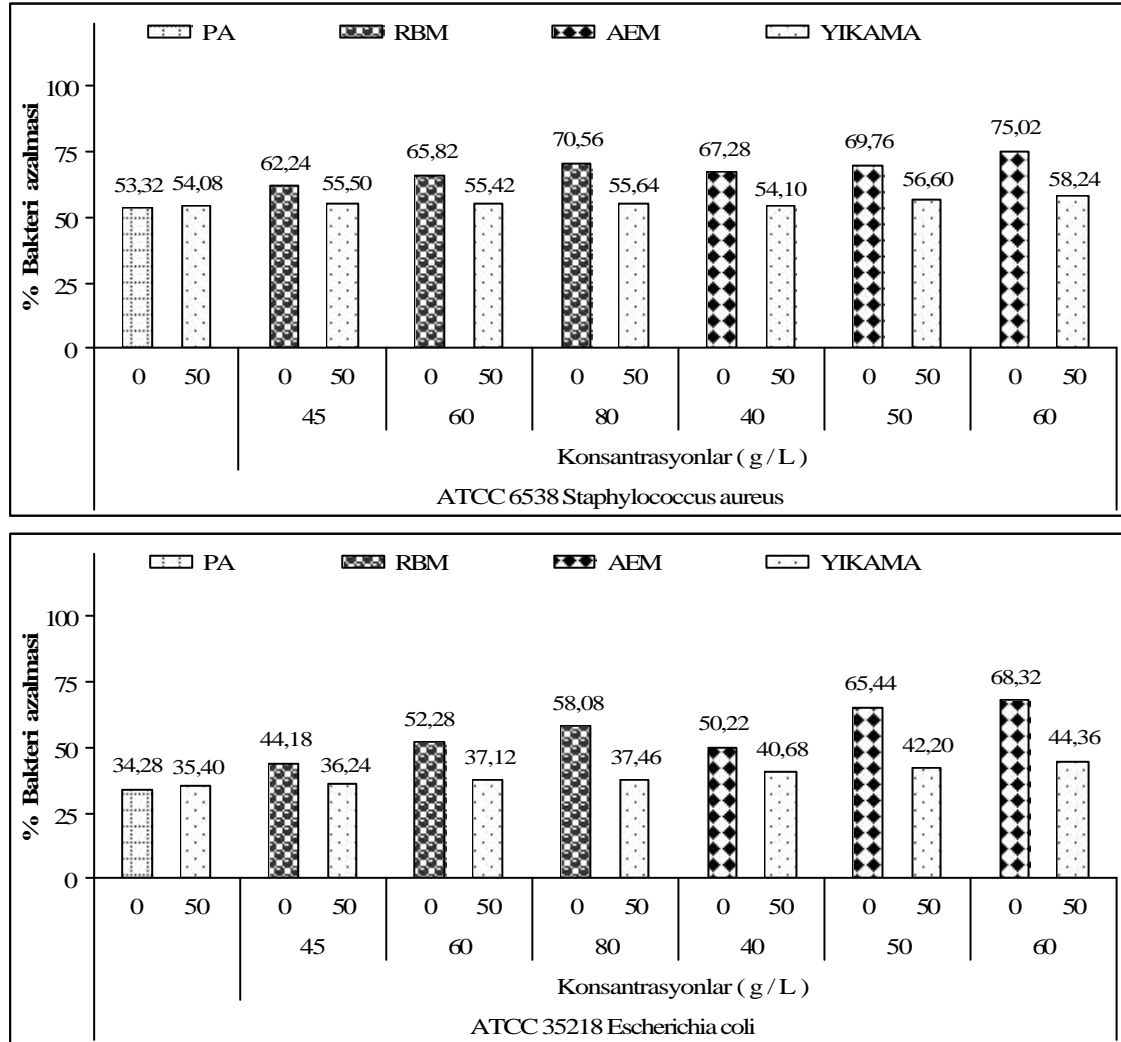 PA RBM AEM YIKAMA
% Bakteri azalmasi
100
75
50
25
0
53,32 54,08 62,24 55,50 65,82 55,42 70,56 55,64 67,28 54,10 69,76 56,60 75,02 58,24
0 50 0 50 0 50 0 50 0 50 0 50 0 50
45 60 80 40 50 60
Konsantrasyonlar ( g / L )
ATCC 6538 Staphylococcus aureus
PA RBM AEM YIKAMA
% Bakteri azalmasi
100
75
50
25
0
34,28 35,40 44,18 36,24 52,28 37,12 58,08 37,46 50,22 40,68 65,44 42,20 68,32 44,36
0 50 0 50 0 50 0 50 0 50 0 50 0 50
45 60 80 40 50 60
Konsantrasyonlar ( g / L )
ATCC 35218 Escherichia coli